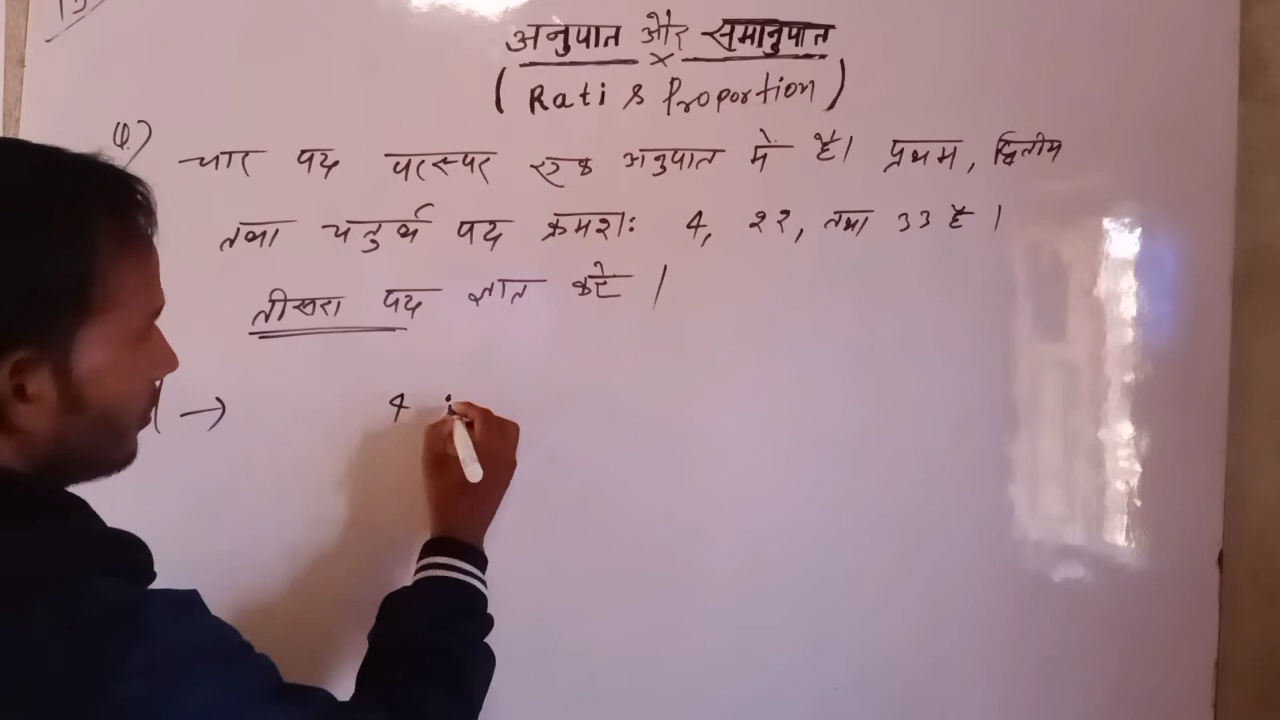 अनुपात और समानुपात
(Rati & Proportion)
Q.) चार पद परस्पर एक अनुपात में है। प्रथम, द्वितीय
तथा चतुर्थ पद क्रमश: 4, 22, तथा 33 है।
तीसरा पद ज्ञात करे।
→ 4 :